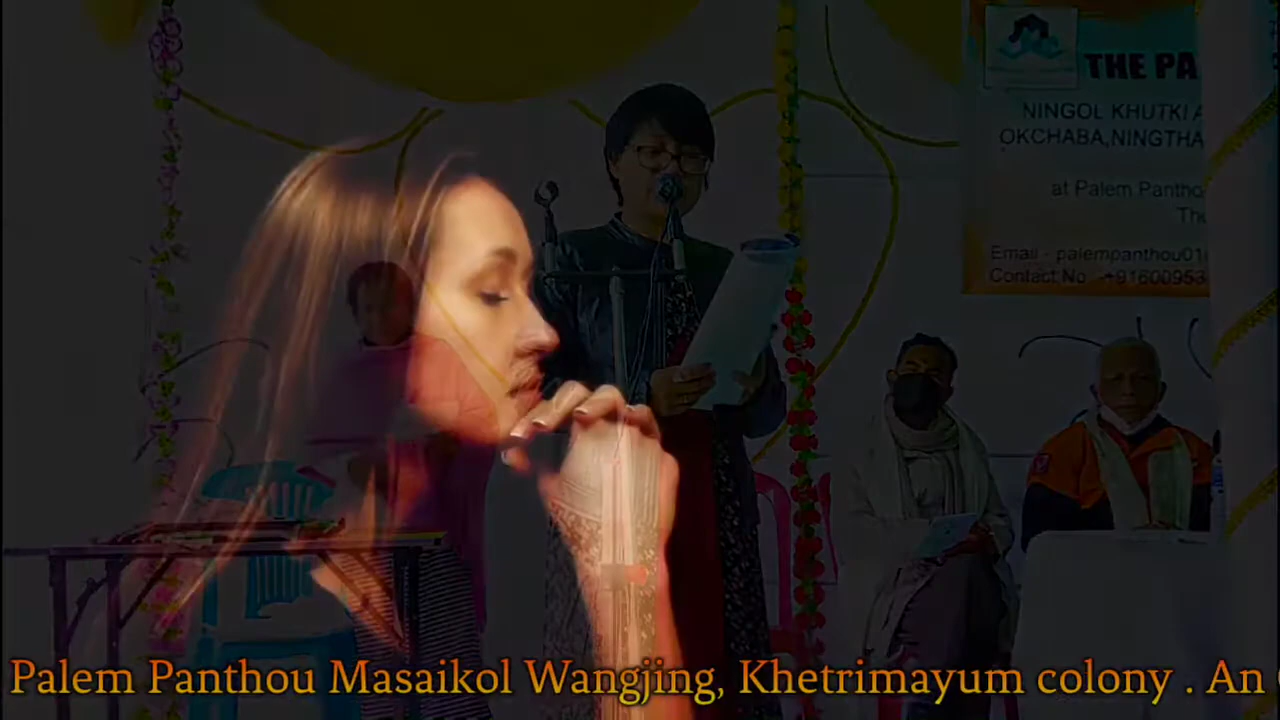 THE PA
NINGOL KHUTKI A
OKCHABA,NINGTHA
at Palem Pantho
The
Email - palempanthou01
Contact No -+91600953
Palem Panthou Masaikol Wangjing, Khetrimayum colony . An